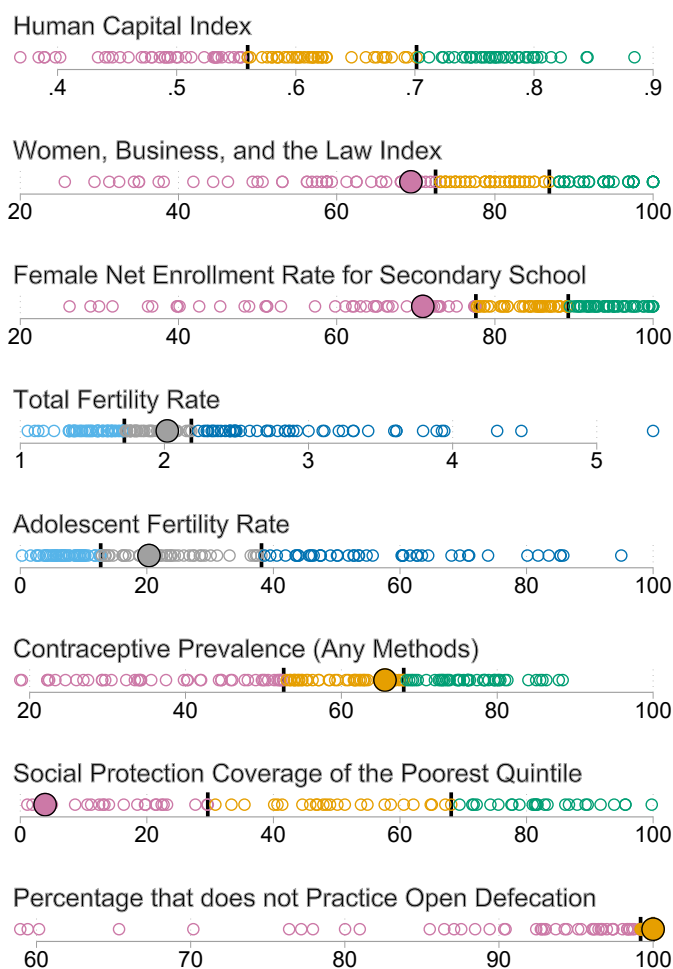 Human Capital Index
.4 .5 .6 .7 .8 .9
Women, Business, and the Law Index
20 40 60 80 100
Female Net Enrollment Rate for Secondary School
20 40 60 80 100
Total Fertility Rate
1 2 3 4 5
Adolescent Fertility Rate
0 20 40 60 80 100
Contraceptive Prevalence (Any Methods)
20 40 60 80 100
Social Protection Coverage of the Poorest Quintile
0 20 40 60 80 100
Percentage that does not Practice Open Defecation
60 70 80 90 100